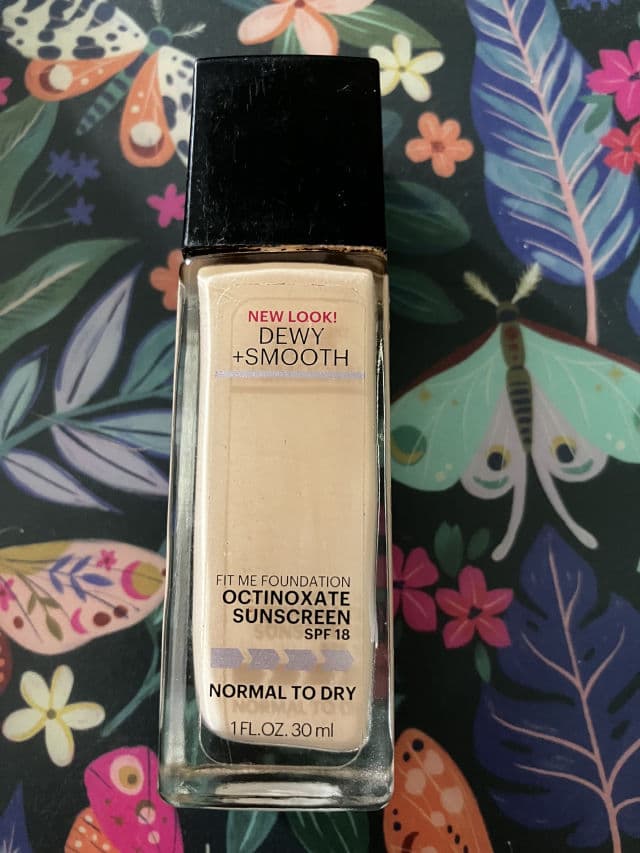 NEW LOOK!
DEWY
+SMOOTH
FIT ME FOUNDATION
OCTINOXATE
SUNSCREEN
SPF 18
NORMAL TO DRY
1 FL.OZ. 30 ml